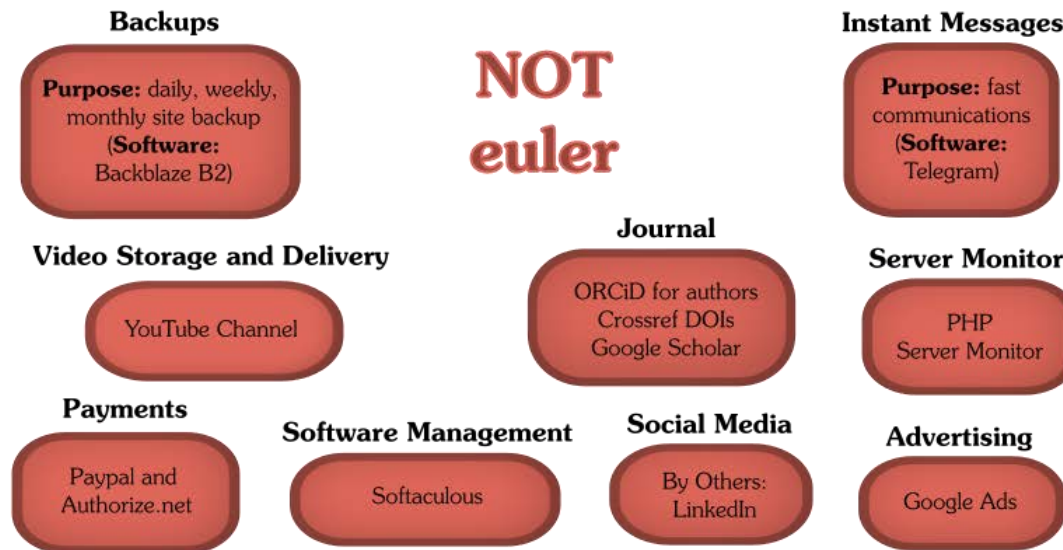 Backups
Purpose: daily, weekly,
monthly site backup
(Software:
Backblaze B2)
NOT
euler
Instant Messages
Purpose: fast
communications
(Software:
Telegram)
Video Storage and Delivery
YouTube Channel
Journal
ORCiD for authors
Crossref DOIs
Google Scholar
Server Monitor
PHP
Server Monitor
Payments
Paypal and
Authorize.net
Software Management
Softaculous
Social Media
By Others:
LinkedIn
Advertising
Google Ads